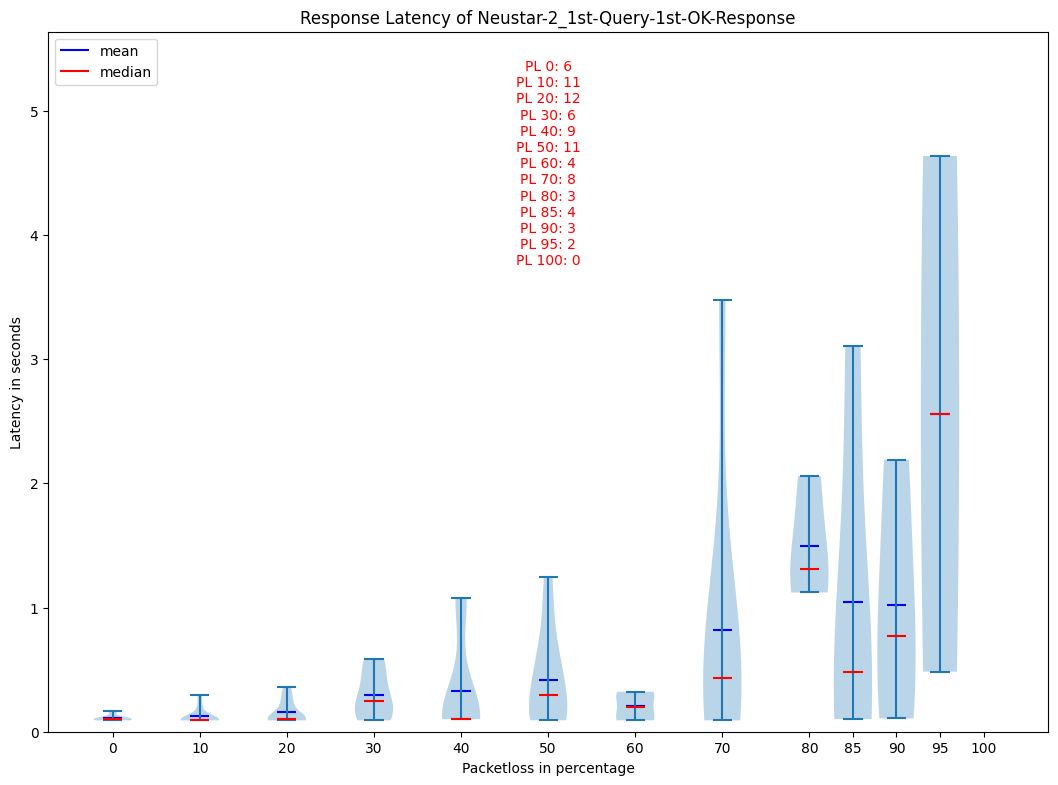 Response Latency of Neustar-2_1st-Query-1st-OK-Response
mean
median
PL 0: 6
PL 10: 11
PL 20: 12
PL 30: 6
PL 40: 9
PL 50: 11
PL 60: 4
PL 70: 8
PL 80: 3
PL 85: 4
PL 90: 3
PL 95: 2
PL 100: 0
Latency in seconds
5
4
3
2
1
0
0 10 20 30 40 50 60 70 80 85 90 95 100
Packetloss in percentage